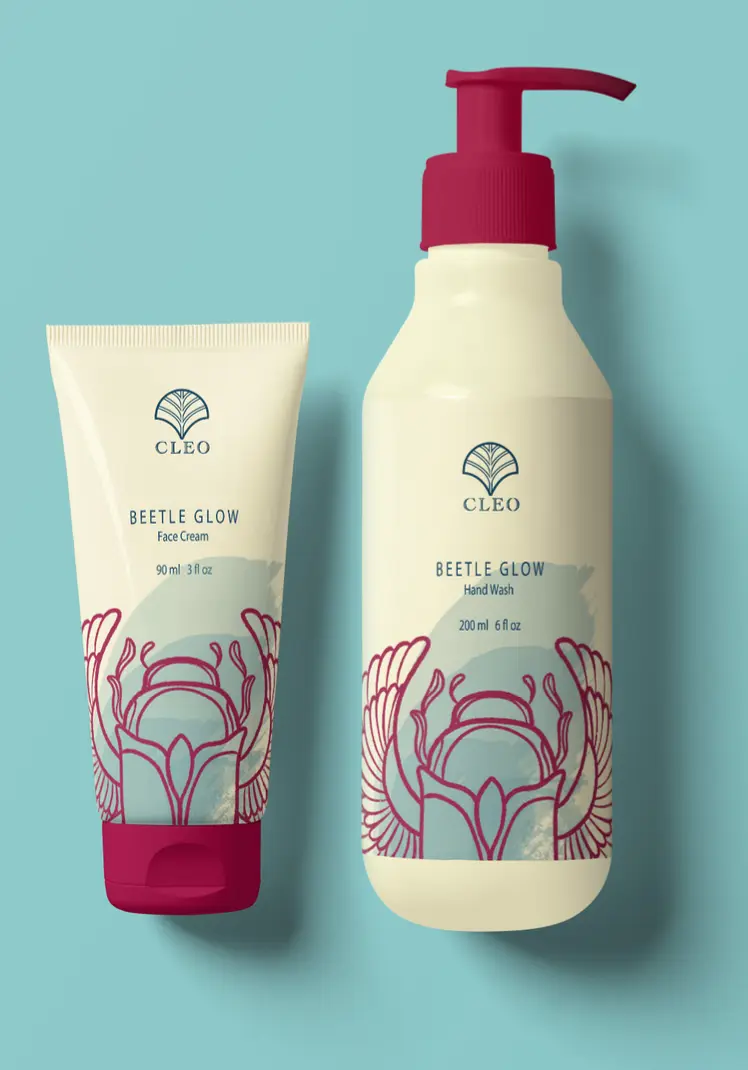 CLEO
BEETLE GLOW
Face Cream
90 ml 3 fl oz
CLEO
BEETLE GLOW
Hand Wash
200 ml 6 fl oz